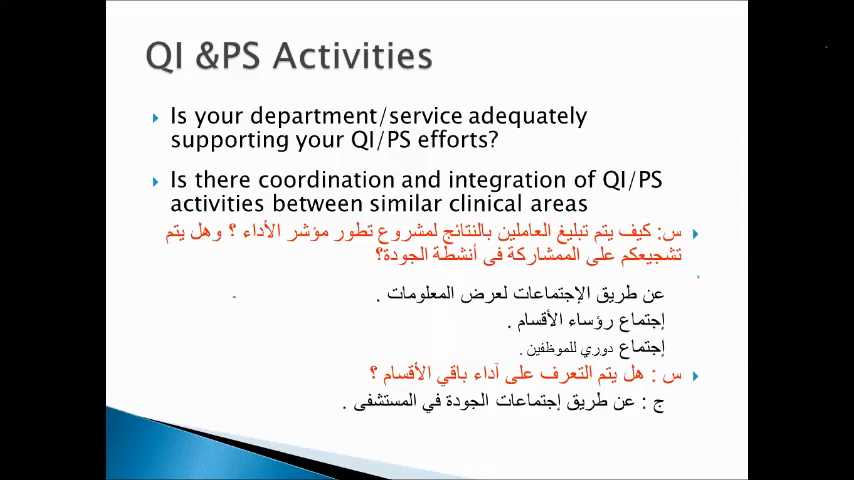 QI &PS Activities
Is your department/service adequately
supporting your QI/PS efforts?
Is there coordination and integration of QI/PS
activities between similar clinical areas
س: كيف يتم تبليغ العاملين بالنتائج لمشروع تطور مؤشر الأداء ؟ وهل يتم
تشجيعكم على الممشاركة فى أنشطة الجودة؟
عن طريق الإجتماعات لعرض المعلومات .
إجتماع رؤساء الأقسام .
إجتماع دوري للموظفين .
س : هل يتم التعرف على آداء باقي الأقسام ؟
ج : عن طريق إجتماعات الجودة في المستشفى .